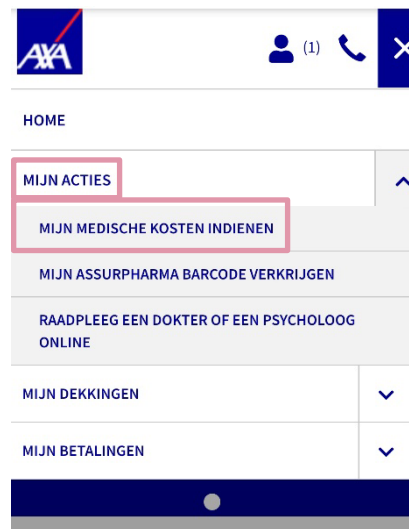 AXA
(1)
HOME
MIJN ACTIES
MIJN MEDISCHE KOSTEN INDIENEN
MIJN ASSURPHARMA BARCODE VERKRIJGEN
RAADPLEEG EEN DOKTER OF EEN PSYCHOLOOG
ONLINE
MIJN DEKKINGEN
MIJN BETALINGEN